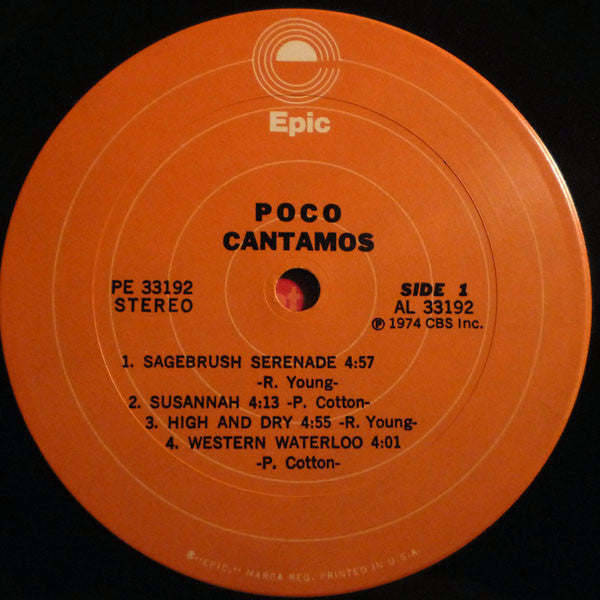 Epic
POCO
CANTAMOS
PE 33192
STEREO
SIDE 1
AL 33192
Ⓟ 1974 CBS Inc.
1. SAGEBRUSH SERENADE 4:57
-R. Young-
2. SUSANNAH 4:13 -P. Cotton-
3. HIGH AND DRY 4:55 -R. Young-
4. WESTERN WATERLOO 4:01
-P. Cotton-
®"EPIC," MARCA REG. PRINTED IN U.S.A.